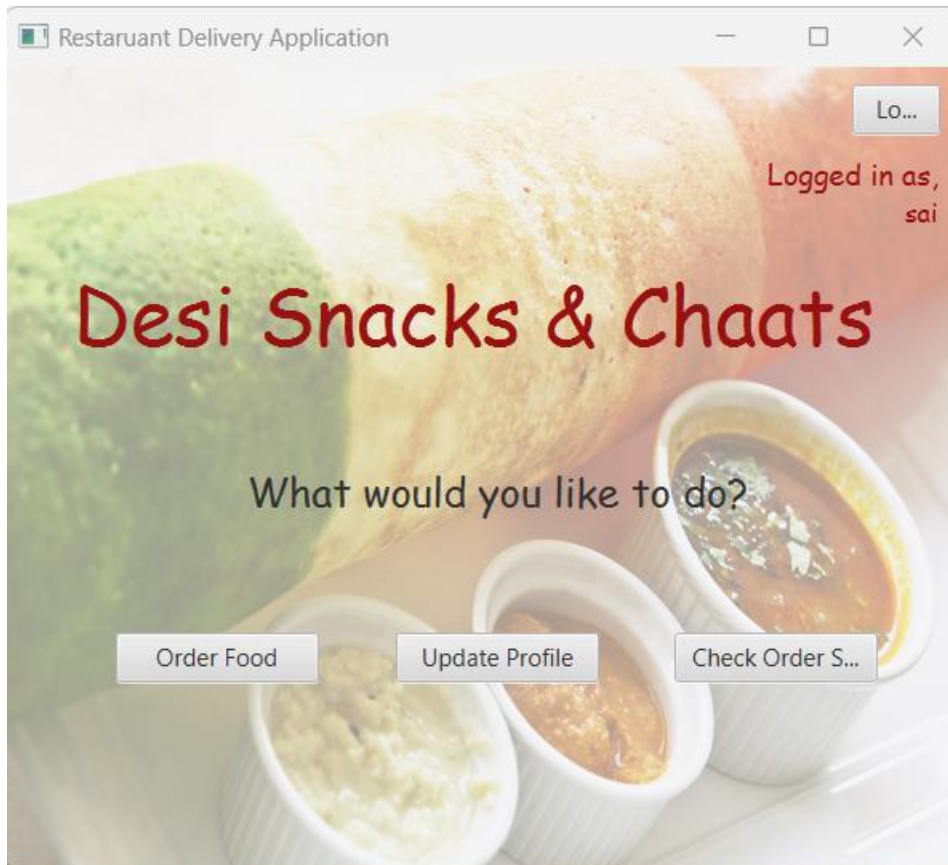 Restaruant Delivery Application
Lo...
Logged in as,
sai
Desi Snacks & Chaats
What would you like to do?
Order Food
Update Profile
Check Order S...